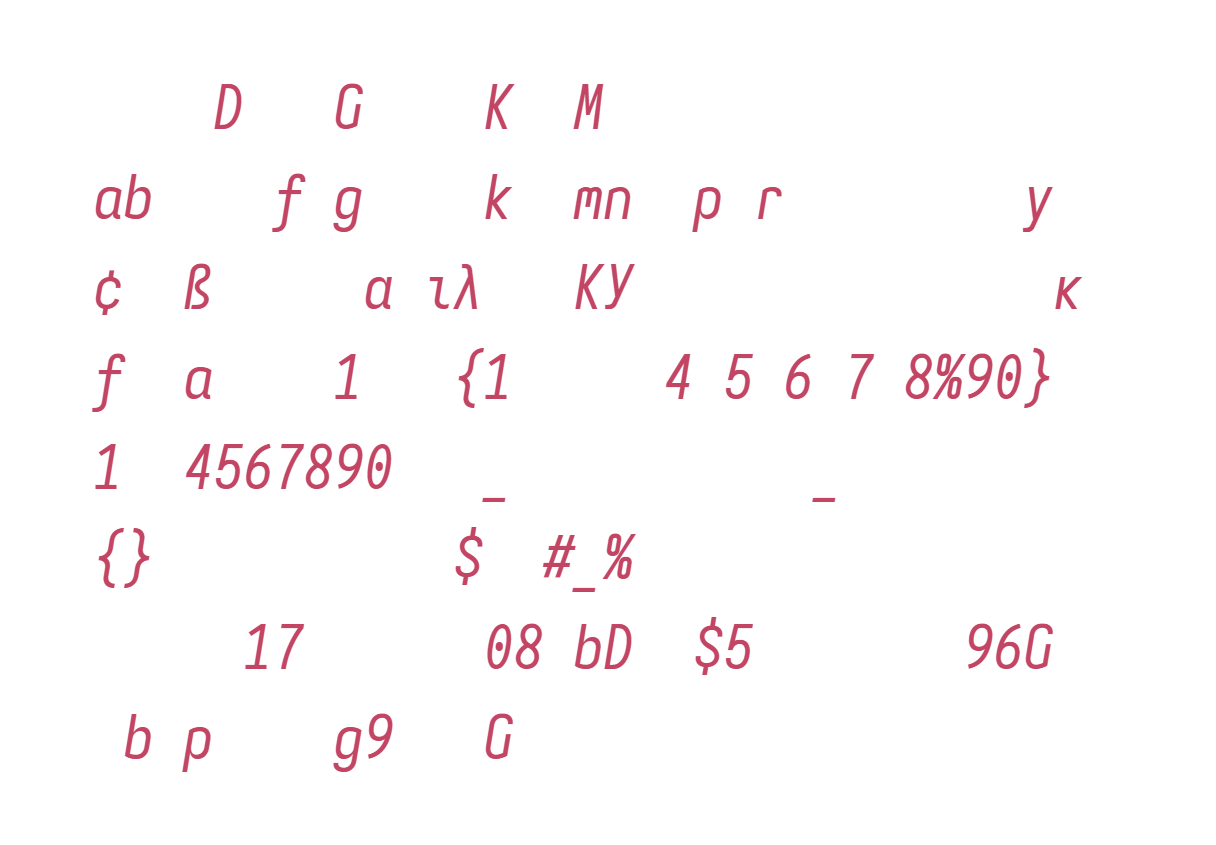 D G K M
ab f g k mn p r y
¢ ß a ιλ КУ к
ƒ a 1 {1 4 5 6 7 8%90}
1 4567890 _ _
{} $ #_%
17 08 bD $5 96G
b p g9 G